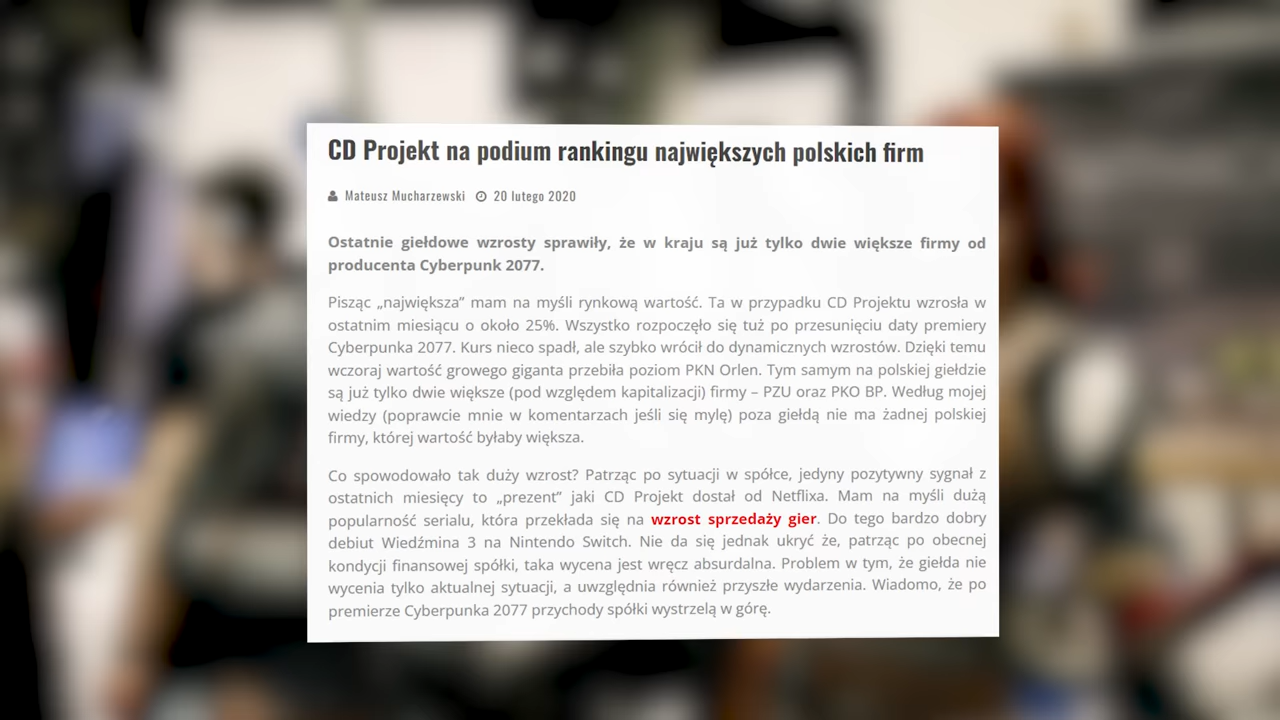 CD Projekt na podium rankingu największych polskich firm
Mateusz Mucharzewski 20 lutego 2020
Ostatnie giełdowe wzrosty sprawiły, że w kraju są już tylko dwie większe firmy od
producenta Cyberpunk 2077.
Pisząc „największa” mam na myśli rynkową wartość. Ta w przypadku CD Projektu wzrosła w
ostatnim miesiącu o około 25%. Wszystko rozpoczęło się tuż po przesunięciu daty premiery
Cyberpunka 2077. Kurs nieco spadł, ale szybko wrócił do dynamicznych wzrostów. Dzięki temu
wczoraj wartość growego giganta przebiła poziom PKN Orlen. Tym samym na polskiej giełdzie
są już tylko dwie większe (pod względem kapitalizacji) firmy – PZU oraz PKO BP. Według mojej
wiedzy (poprawcie mnie w komentarzach jeśli się mylę) poza giełdą nie ma żadnej polskiej
firmy, której wartość byłaby większa.
Co spowodowało tak duży wzrost? Patrząc po sytuacji w spółce, jedyny pozytywny sygnał z
ostatnich miesięcy to „prezent” jaki CD Projekt dostał od Netflixa. Mam na myśli dużą
popularność serialu, która przekłada się na wzrost sprzedaży gier. Do tego bardzo dobry
debiut Wiedźmina 3 na Nintendo Switch. Nie da się jednak ukryć że, patrząc po obecnej
kondycji finansowej spółki, taka wycena jest wręcz absurdalna. Problem w tym, że giełda nie
wycenia tylko aktualnej sytuacji, a uwzględnia również przyszłe wydarzenia. Wiadomo, że po
premierze Cyberpunka 2077 przychody spółki wystrzelą w górę.